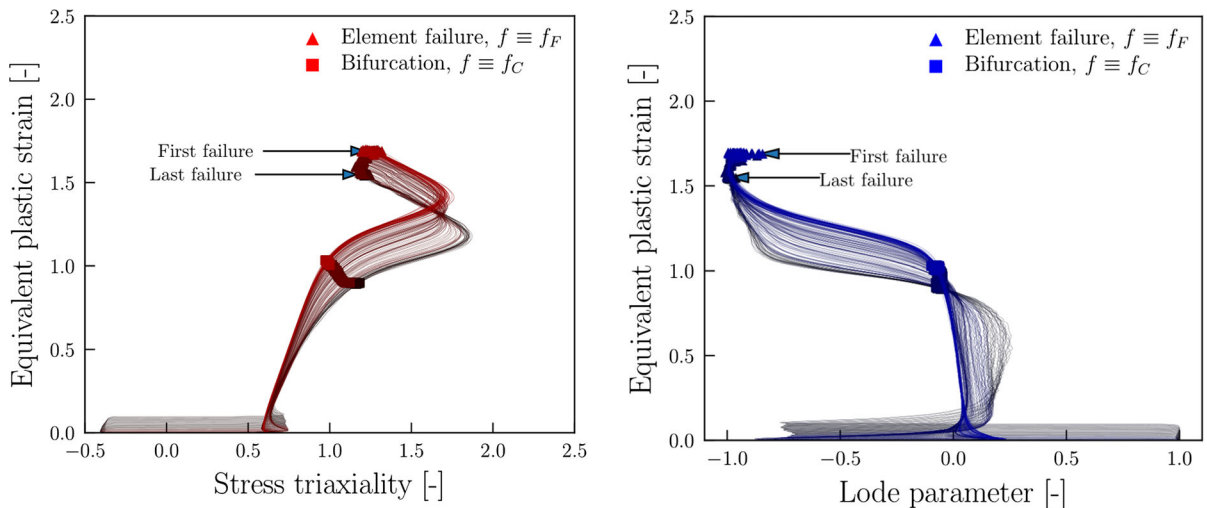 2.5
Element failure, f ≡ f_F
Bifurcation, f ≡ f_C
2.0
First failure
Last failure
1.5
1.0
0.5
0.0
−0.5 0.0 0.5 1.0 1.5 2.0 2.5
Equivalent plastic strain [-]
Stress triaxiality [-]
2.5
Element failure, f ≡ f_F
Bifurcation, f ≡ f_C
2.0
First failure
Last failure
1.5
1.0
0.5
0.0
−1.0 −0.5 0.0 0.5 1.0
Equivalent plastic strain [-]
Lode parameter [-]